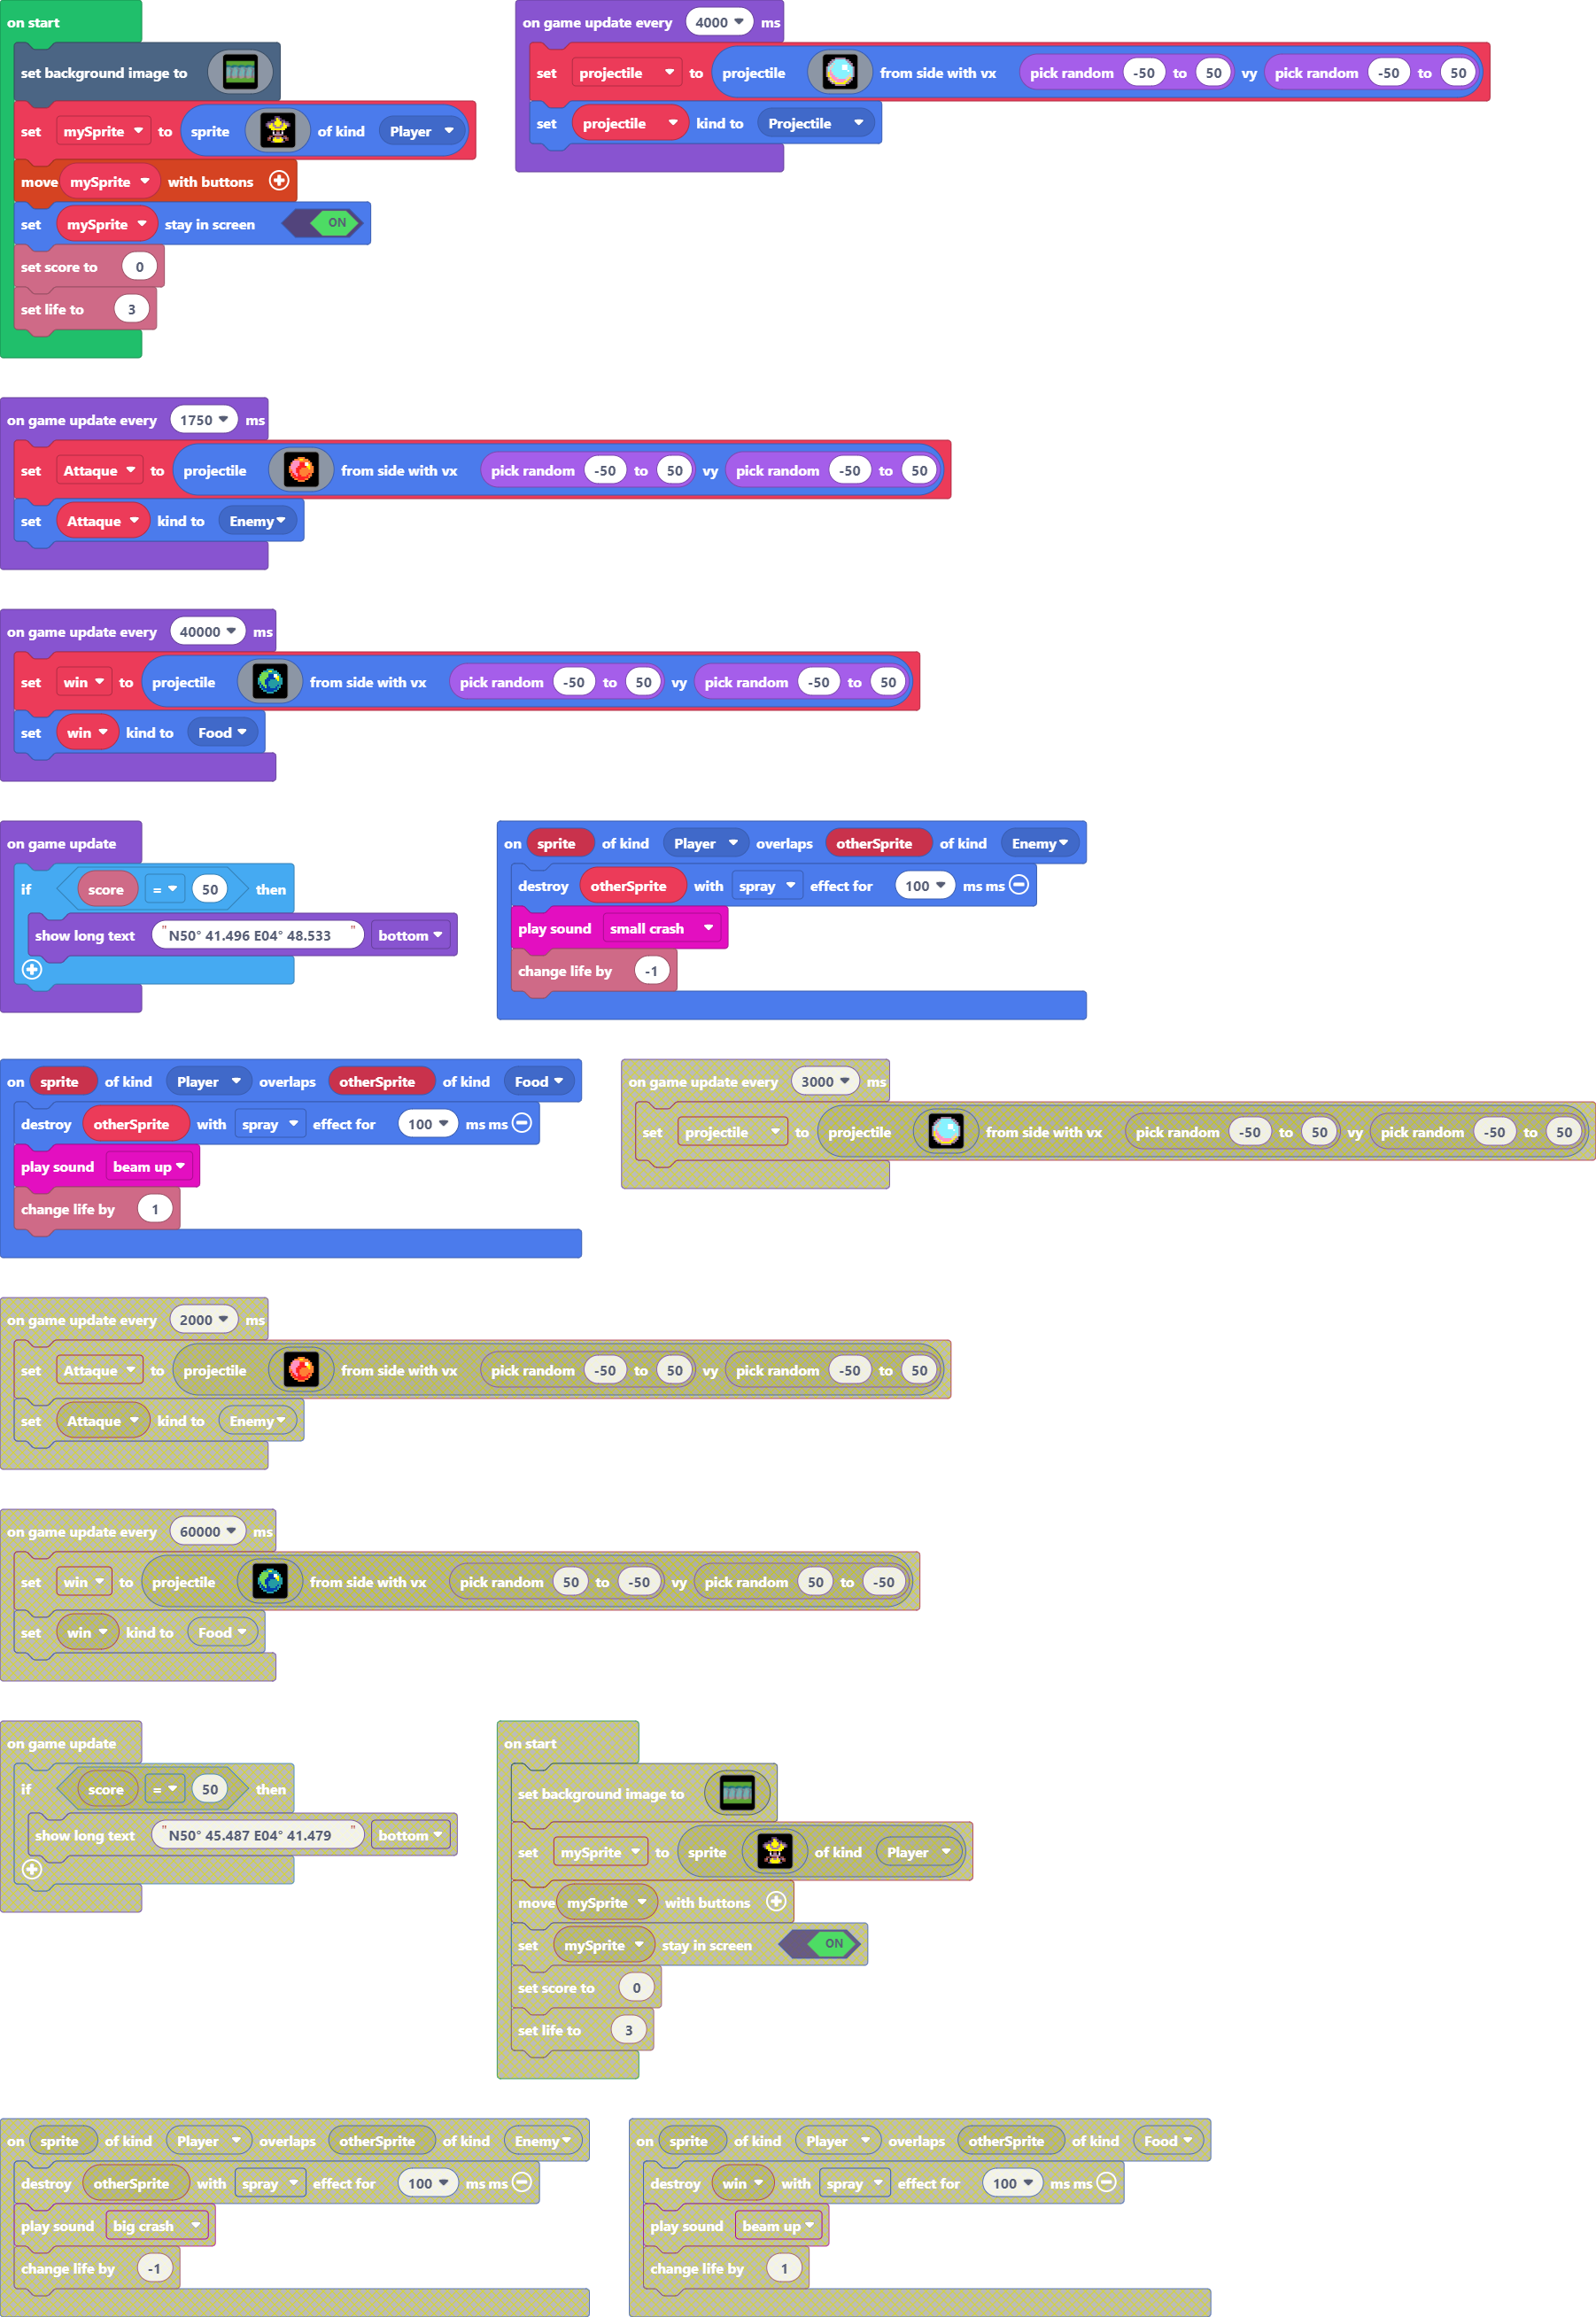 on start
set background image to
set mySprite to sprite of kind Player
move mySprite with buttons
set mySprite stay in screen ON
set score to 0
set life to 3
on game update every 4000 ms
set projectile to projectile from side with vx pick random -50 to 50 vy pick random -50 to 50
set projectile kind to Projectile
on game update every 1750 ms
set Attaque to projectile from side with vx pick random -50 to 50 vy pick random -50 to 50
set Attaque kind to Enemy
on game update every 40000 ms
set win to projectile from side with vx pick random -50 to 50 vy pick random -50 to 50
set win kind to Food
on game update
if score = 50 then
show long text "N50° 41.496 E04° 48.533" bottom
on sprite of kind Player overlaps otherSprite of kind Enemy
destroy otherSprite with spray effect for 100 ms ms
play sound small crash
change life by -1
on sprite of kind Player overlaps otherSprite of kind Food
destroy otherSprite with spray effect for 100 ms ms
play sound beam up
change life by 1
on game update every 3000 ms
set projectile to projectile from side with vx pick random -50 to 50 vy pick random -50 to 50
on game update every 2000 ms
set Attaque to projectile from side with vx pick random -50 to 50 vy pick random -50 to 50
set Attaque kind to Enemy
on game update every 60000 ms
set win to projectile from side with vx pick random 50 to -50 vy pick random 50 to -50
set win kind to Food
on game update
if score = 50 then
show long text "N50° 45.487 E04° 41.479" bottom
on start
set background image to
set mySprite to sprite of kind Player
move mySprite with buttons
set mySprite stay in screen ON
set score to 0
set life to 3
on sprite of kind Player overlaps otherSprite of kind Enemy
destroy otherSprite with spray effect for 100 ms ms
play sound big crash
change life by -1
on sprite of kind Player overlaps otherSprite of kind Food
destroy win with spray effect for 100 ms ms
play sound beam up
change life by 1